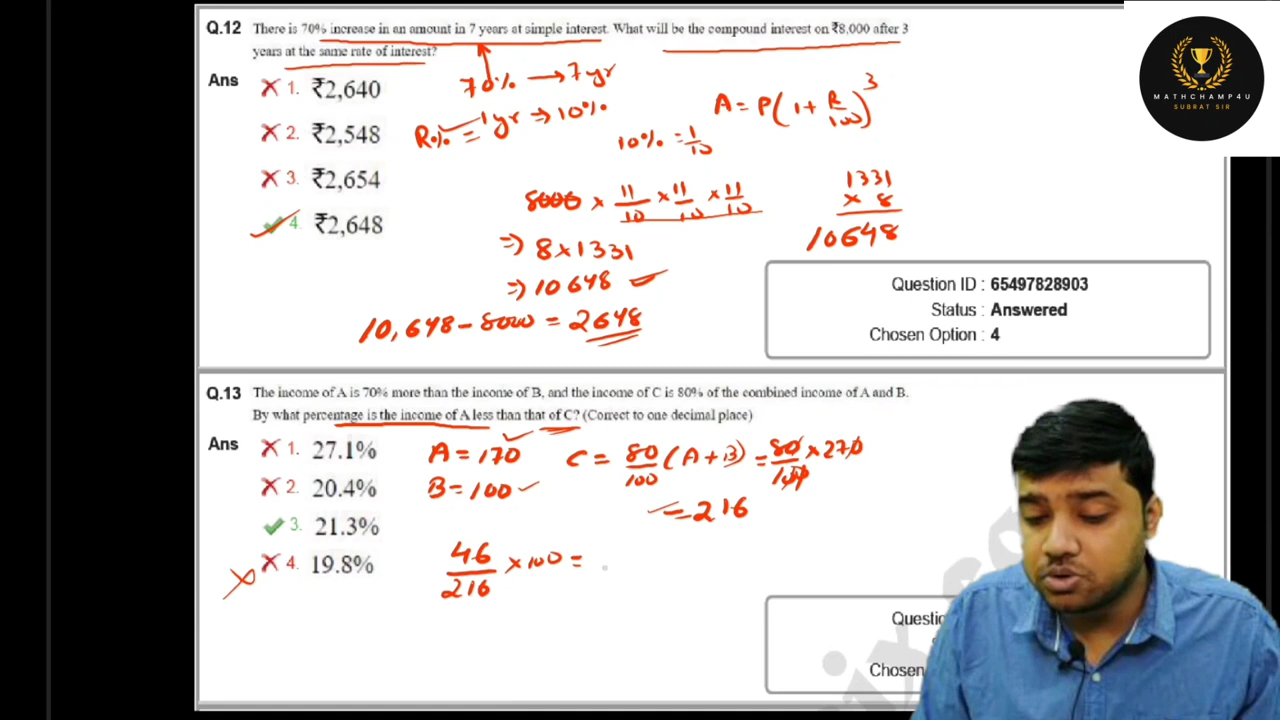 MATHCHAMP4U
SUBRAT SIR
Q.12 There is 70% increase in an amount in 7 years at simple interest. What will be the compound interest on ₹8,000 after 3
years at the same rate of interest?
Ans
1. ₹2,640
2. ₹2,548
3. ₹2,654
4. ₹2,648
70% → 7 yr
R% = 1 yr ⇒ 10%
A = P(1 + R/100)^3
10% = 1/10
8000 × 11/10 × 11/10 × 11/10
⇒ 8 × 1331
⇒ 10648
10,648 - 8000 = 2648
1331
× 8
10648
Question ID : 65497828903
Status : Answered
Chosen Option : 4
Q.13 The income of A is 70% more than the income of B, and the income of C is 80% of the combined income of A and B.
By what percentage is the income of A less than that of C? (Correct to one decimal place)
Ans
1. 27.1%
2. 20.4%
3. 21.3%
4. 19.8%
A = 170
B = 100
C = 80/100 (A + B) = 80/100 × 270
= 216
46/216 × 100 =
Questio
Chosen